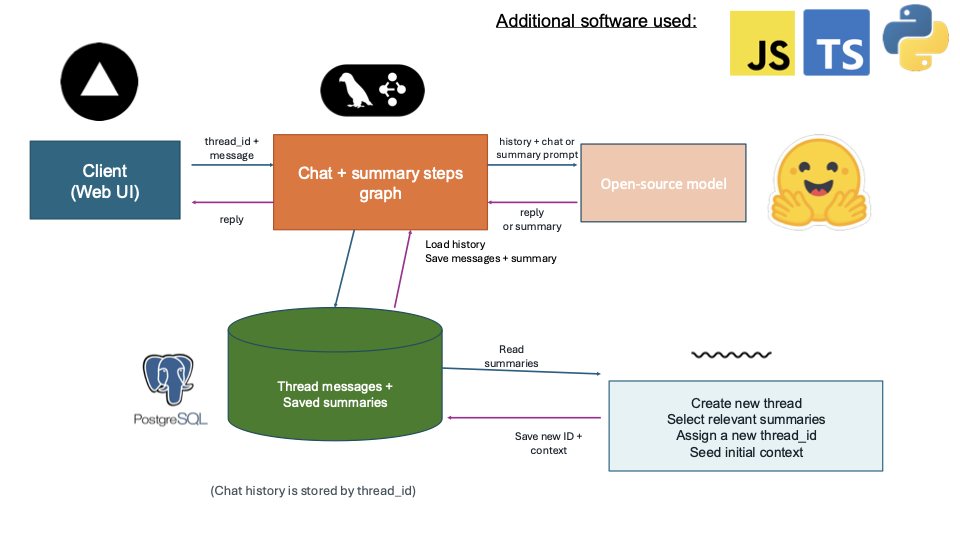 Additional software used:
JS
TS
thread_id +
message
Client
(Web UI)
reply
Chat + summary steps
graph
history + chat or
summary prompt
Open-source model
reply
or summary
Load history
Save messages + summary
PostgreSQL
Thread messages +
Saved summaries
Read
summaries
Save new ID +
context
Create new thread
Select relevant summaries
Assign a new thread_id
Seed initial context
(Chat history is stored by thread_id)